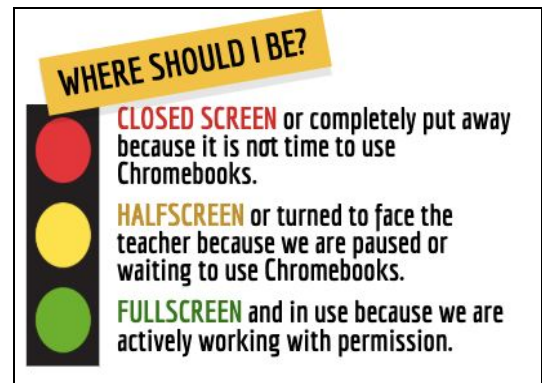 WHERE SHOULD I BE?
CLOSED SCREEN or completely put away
because it is not time to use
Chromebooks.
HALFSCREEN or turned to face the
teacher because we are paused or
waiting to use Chromebooks.
FULLSCREEN and in use because we are
actively working with permission.